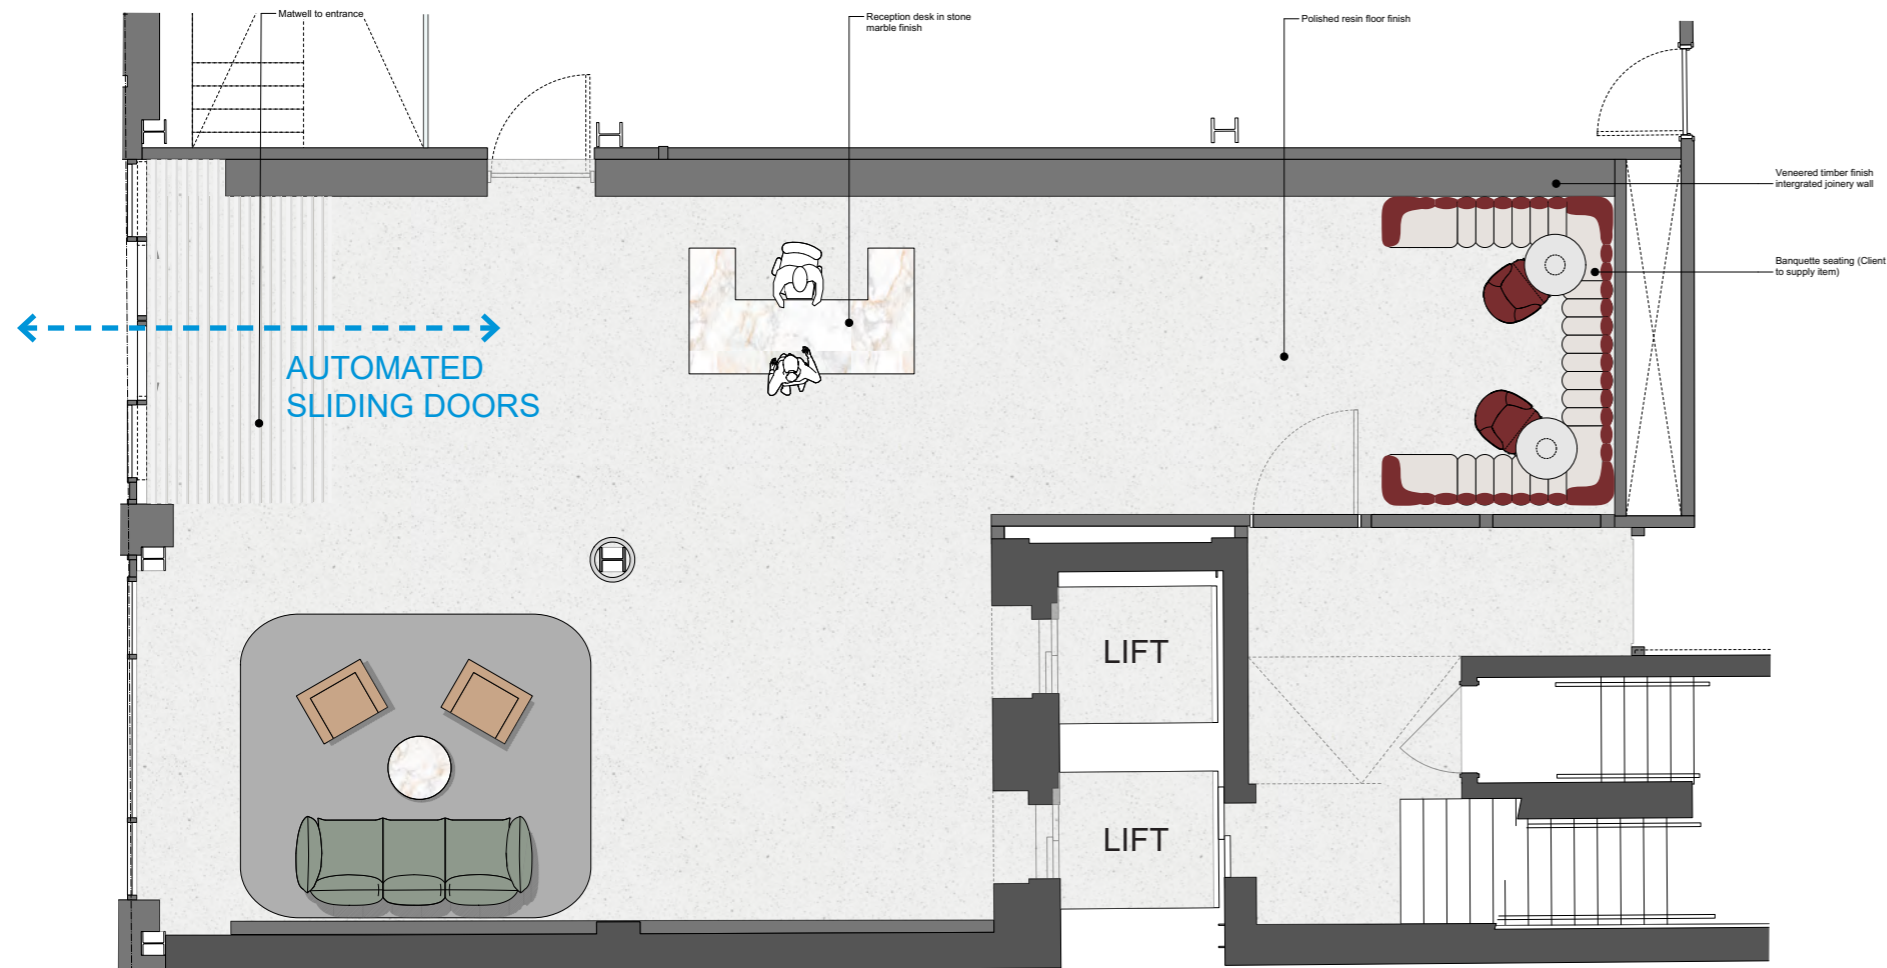 Matwell to entrance
Reception desk in stone
marble finish
Polished resin floor finish
Veneered timber finish
intergrated joinery wall
Banquette seating (Client
to supply item)
AUTOMATED
SLIDING DOORS
LIFT
LIFT